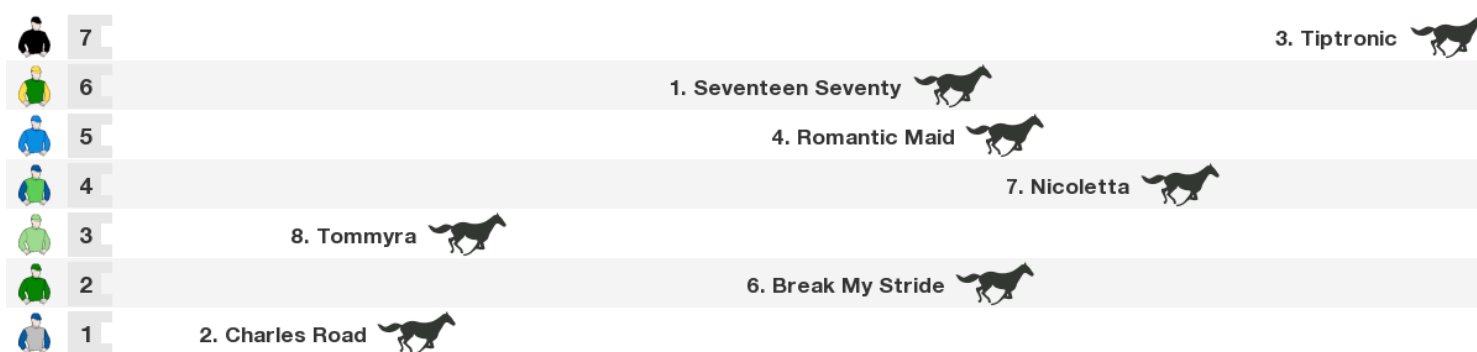 7 3. Tiptronic
6 1. Seventeen Seventy
5 4. Romantic Maid
4 7. Nicoletta
3 8. Tommyra
2 6. Break My Stride
1 2. Charles Road